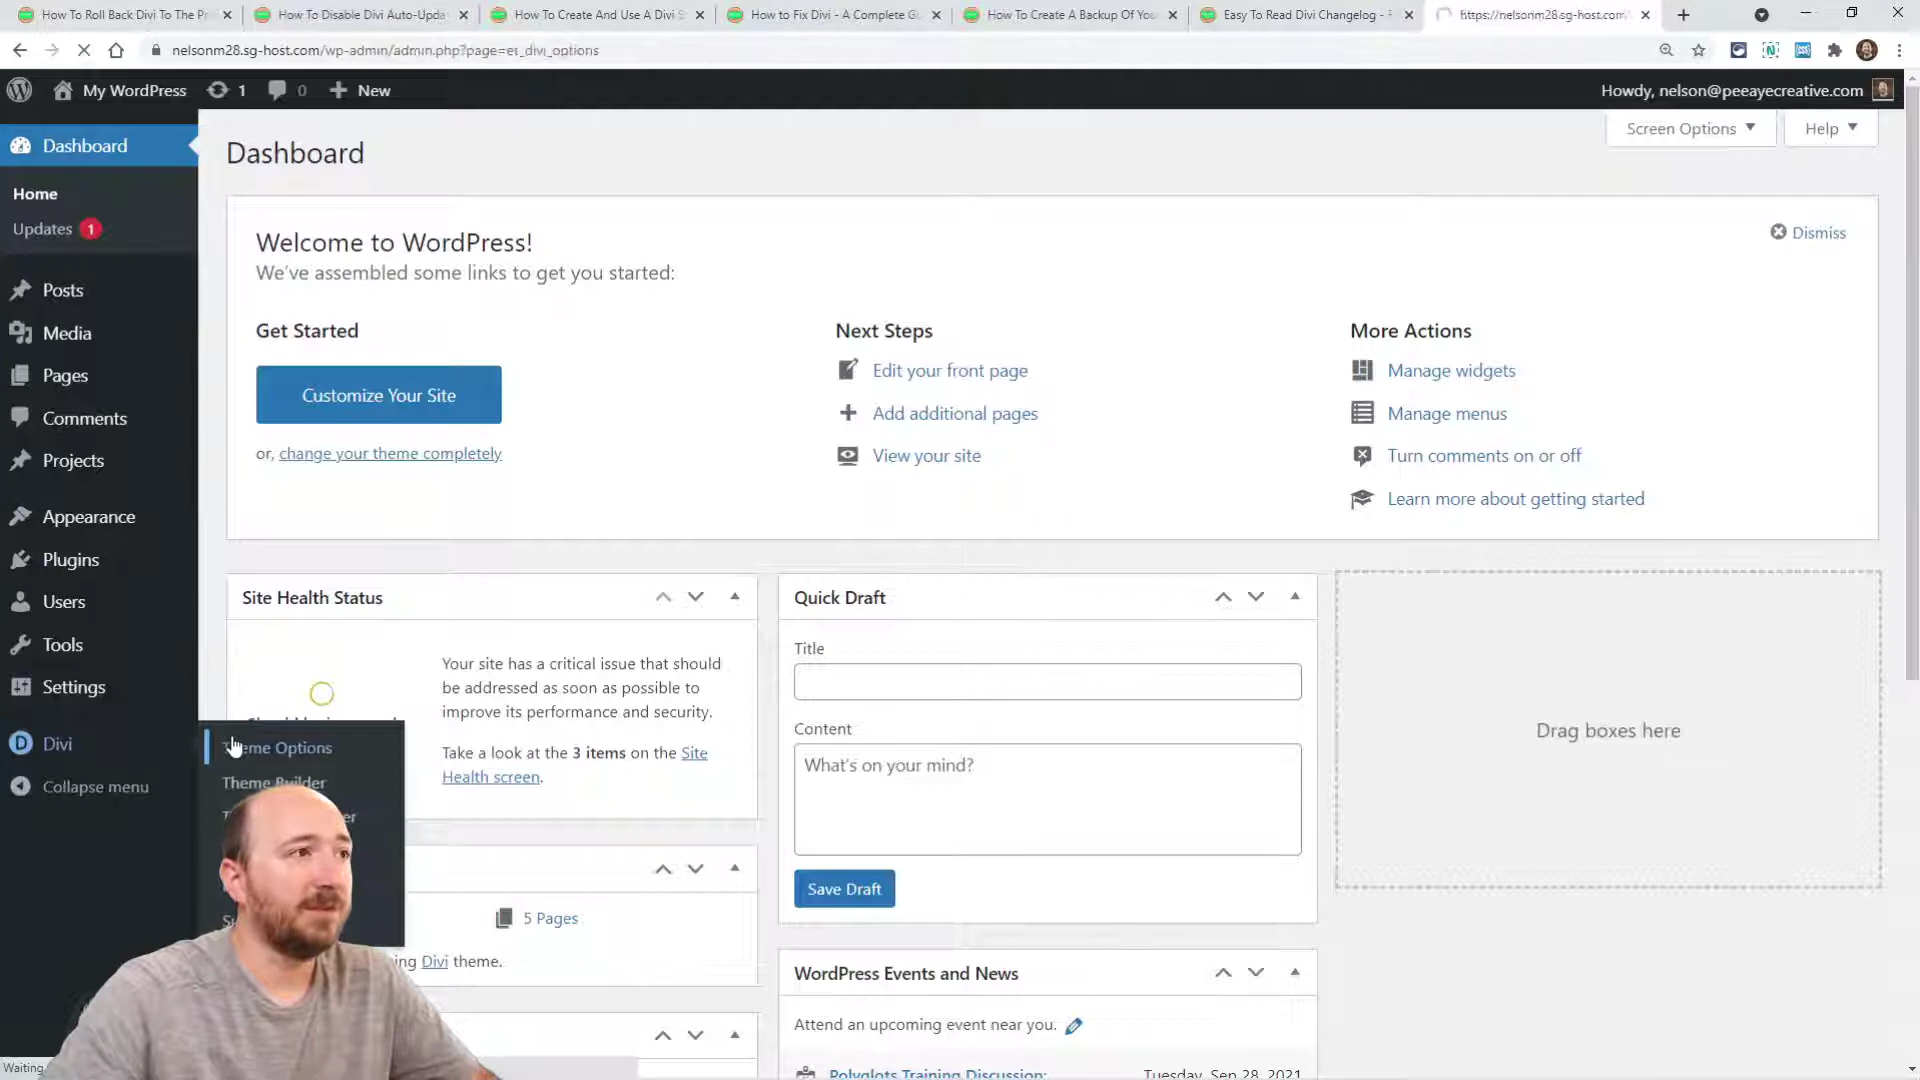 How To Roll Back Divi To The Pr
How To Disable Divi Auto-Upda
How To Create And Use A Divi S
How to Fix Divi - A Complete Gu
How To Create A Backup Of You
Easy To Read Divi Changelog -
https://nelsonm28.sg-host.com
nelsonm28.sg-host.com/wp-admin/admin.php?page=et_divi_options
My WordPress
1
0
New
Howdy, nelson@peeayecreative.com
Dashboard
Home
Updates 1
Posts
Media
Pages
Comments
Projects
Appearance
Plugins
Users
Tools
Settings
Divi
Collapse menu
Theme Options
Theme Builder
Dashboard
Screen Options
Help
Welcome to WordPress!
We've assembled some links to get you started:
Dismiss
Get Started
Customize Your Site
or, change your theme completely
Next Steps
Edit your front page
Add additional pages
View your site
More Actions
Manage widgets
Manage menus
Turn comments on or off
Learn more about getting started
Site Health Status
Your site has a critical issue that should
be addressed as soon as possible to
improve its performance and security.
Take a look at the 3 items on the Site
Health screen.
5 Pages
ing Divi theme.
Quick Draft
Title
Content
What's on your mind?
Save Draft
WordPress Events and News
Attend an upcoming event near you.
Polyglots Training Discussion:
Tuesday, Sep 28, 2021
Drag boxes here
Waiting